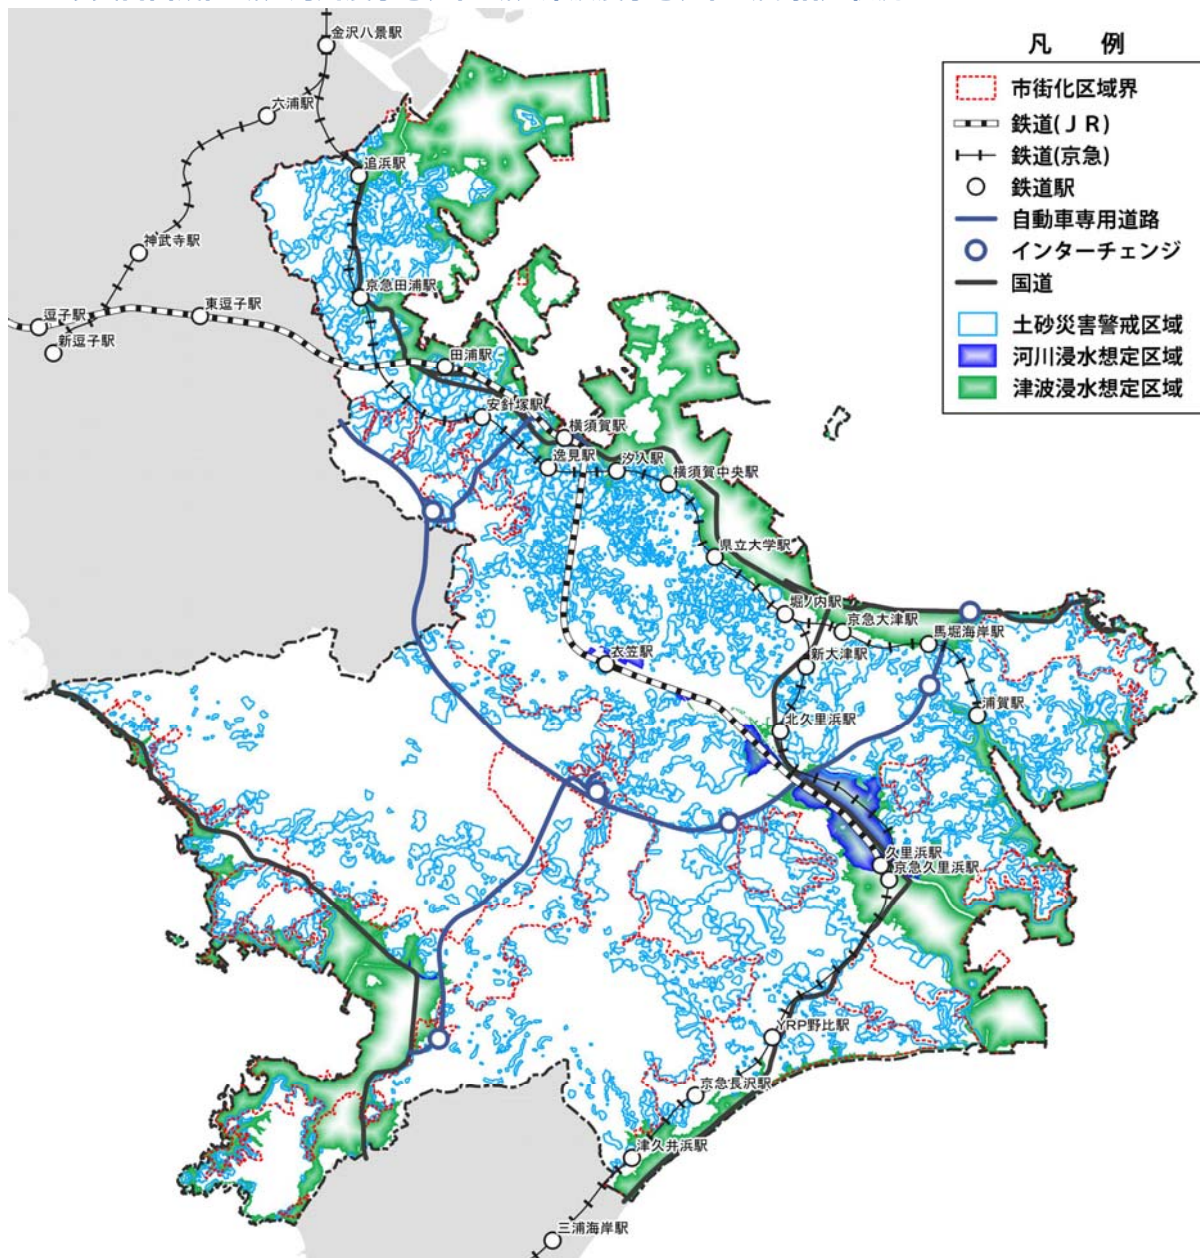 金沢八景駅
六浦駅
追浜駅
神武寺駅
京急田浦駅
東逗子駅
逗子駅
新逗子駅
田浦駅
安針塚駅
横須賀駅
逸見駅
汐入駅
横須賀中央駅
県立大学駅
堀ノ内駅
京急大津駅
馬堀海岸駅
新大津駅
衣笠駅
浦賀駅
北久里浜駅
久里浜駅
京急久里浜駅
YRP野比駅
京急長沢駅
津久井浜駅
三浦海岸駅
凡 例
市街化区域界
鉄道(ＪＲ)
鉄道(京急)
鉄道駅
自動車専用道路
インターチェンジ
国道
土砂災害警戒区域
河川浸水想定区域
津波浸水想定区域